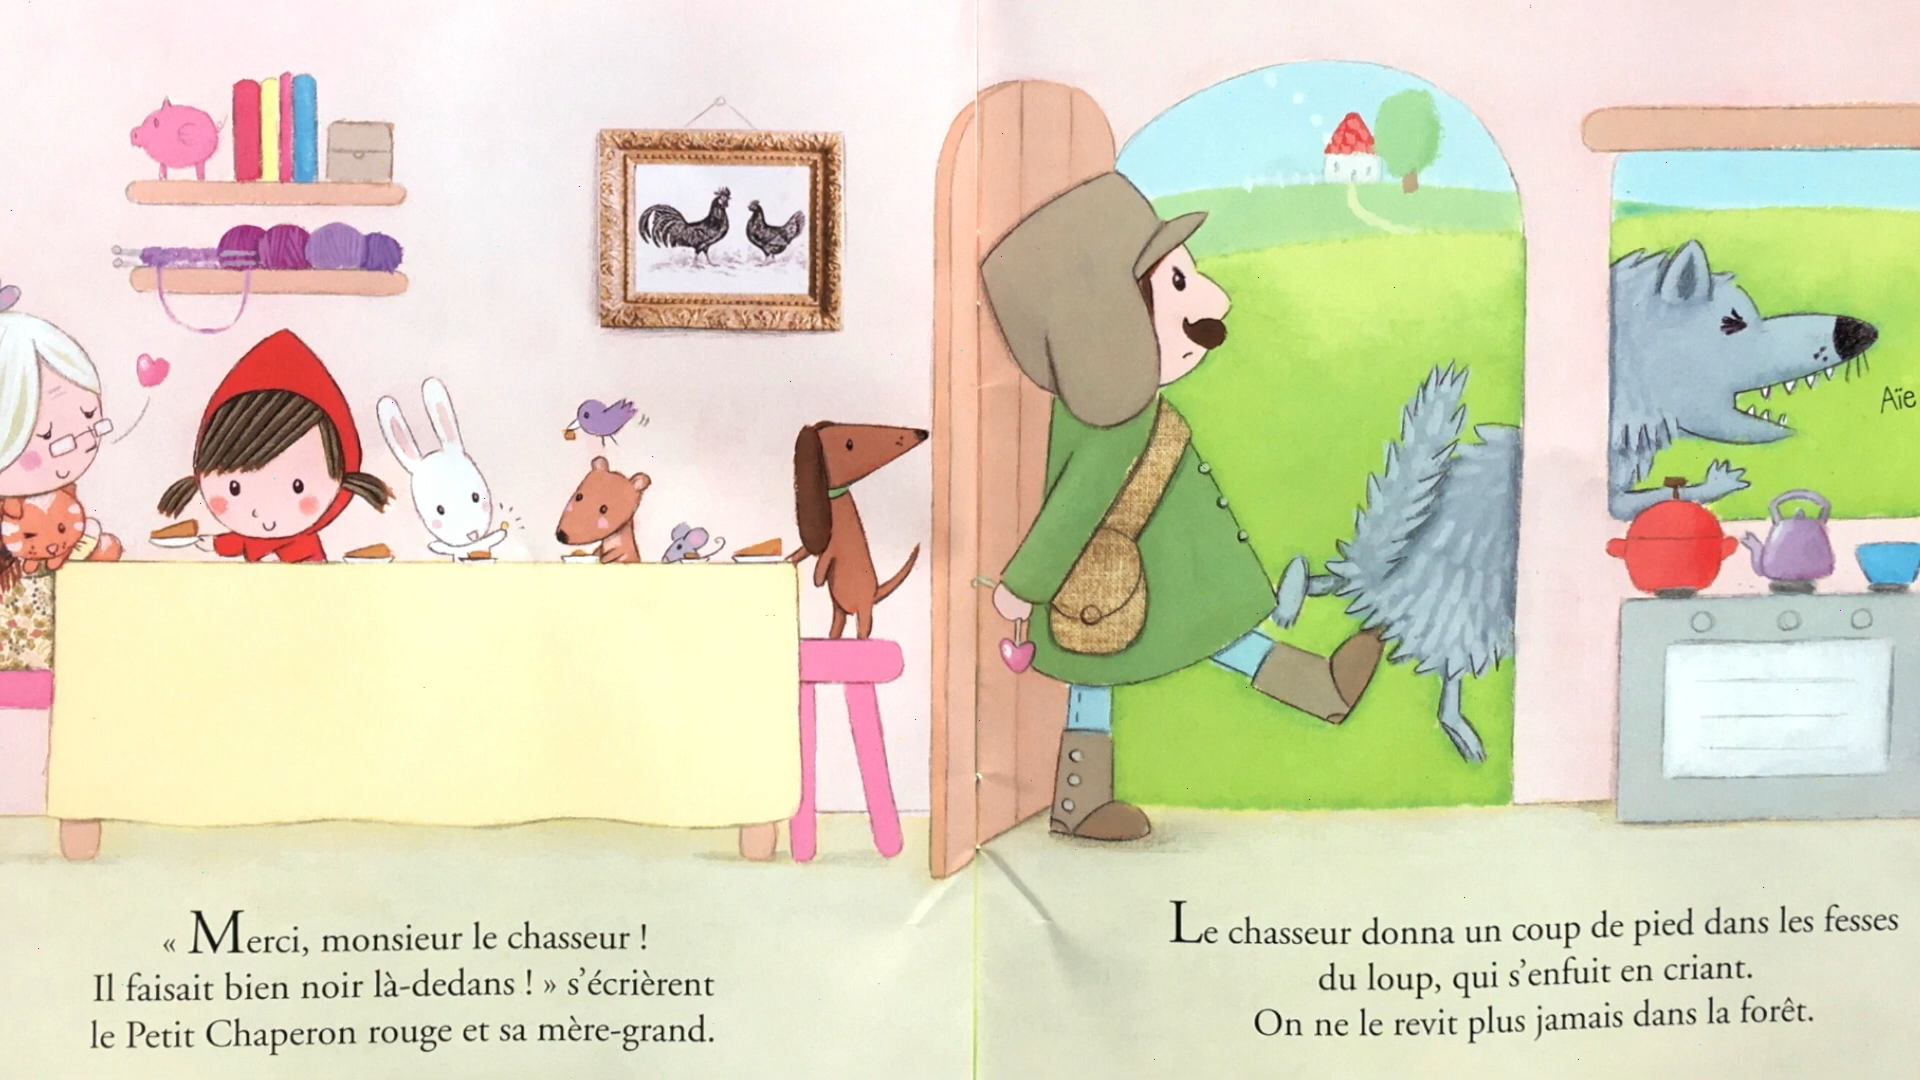 « Merci, monsieur le chasseur !
Il faisait bien noir là-dedans ! » s'écrièrent
le Petit Chaperon rouge et sa mère-grand.
Aïe
Le chasseur donna un coup de pied dans les fesses
du loup, qui s'enfuit en criant.
On ne le revit plus jamais dans la forêt.